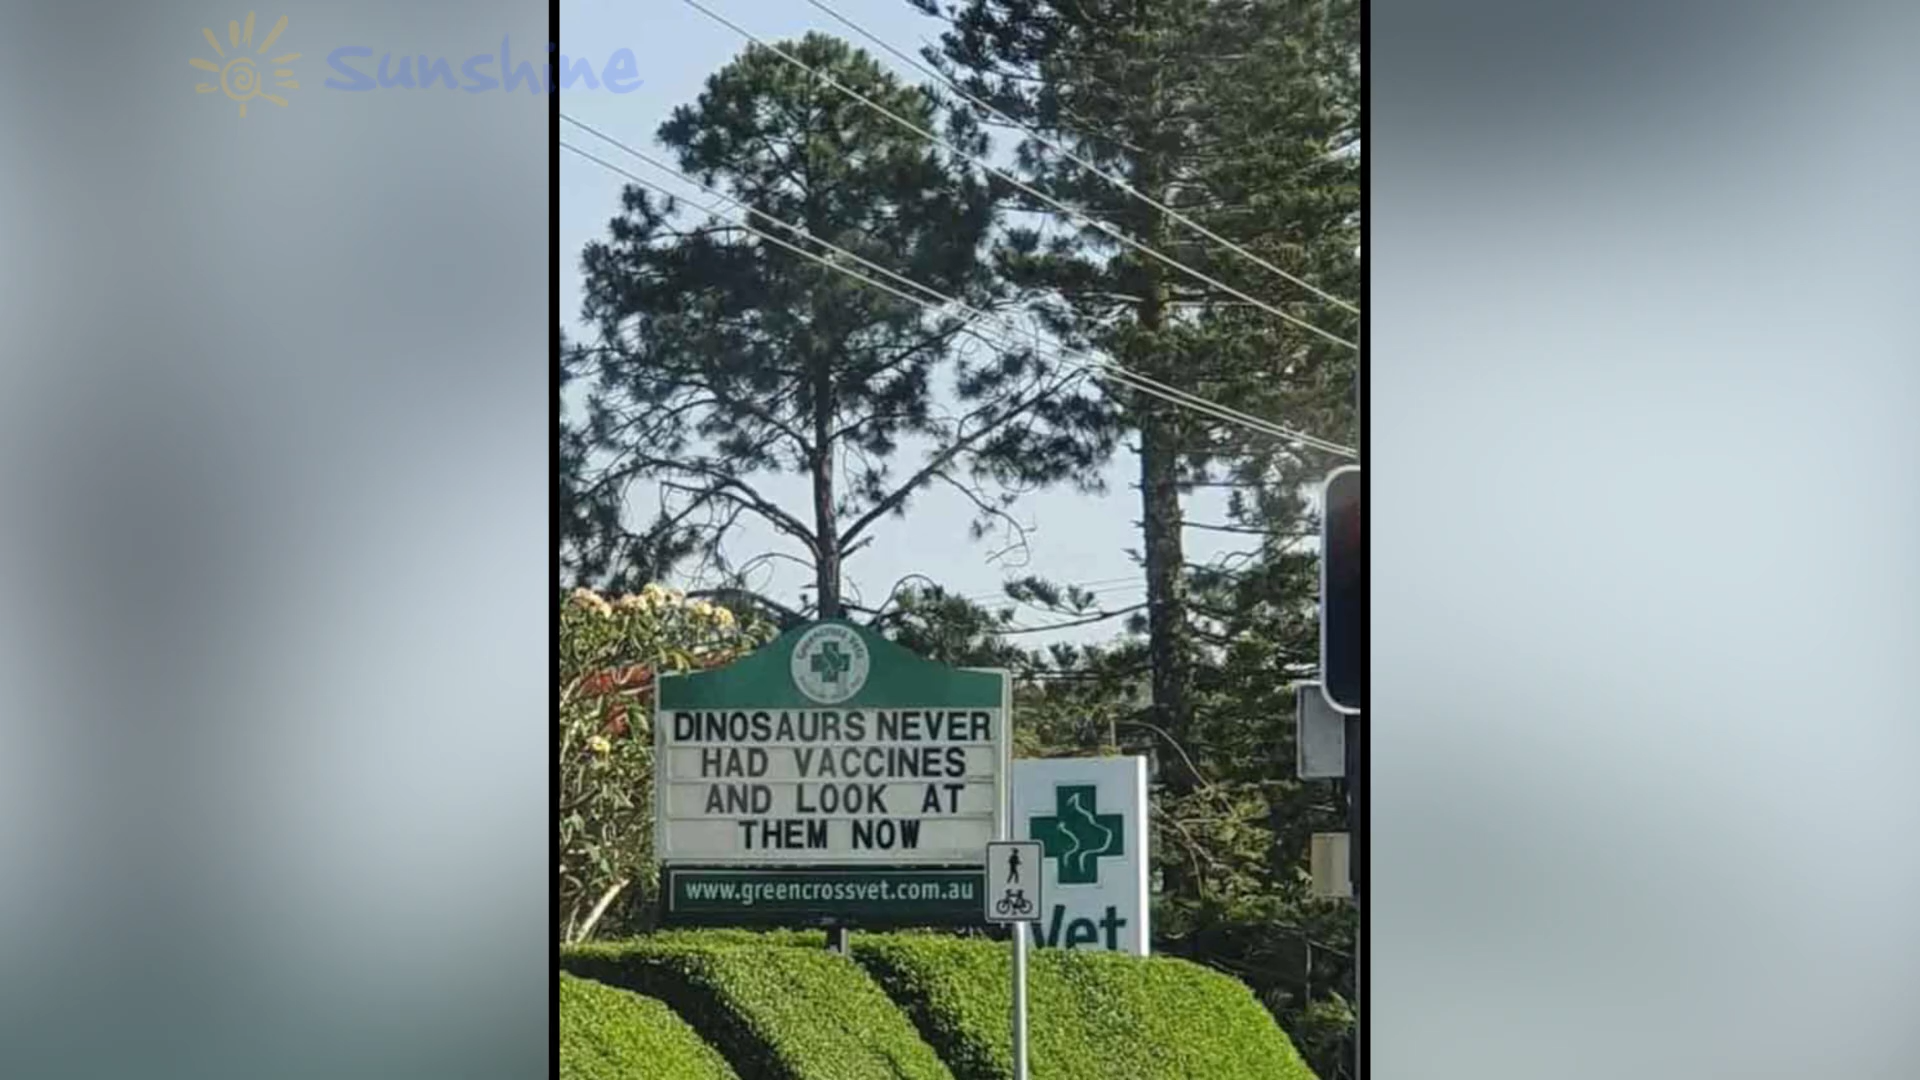 Sunshine
DINOSAURS NEVER
HAD VACCINES
AND LOOK AT
THEM NOW
www.greencrossvet.com.au
Vet